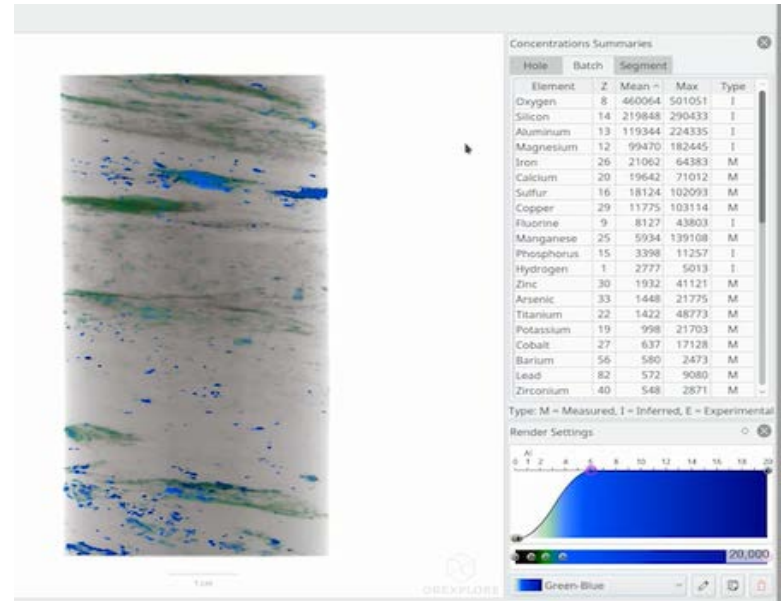 Concentrations Summaries
Hole Batch Segment
Element Z Mean Max Type
Oxygen 8 460064 501051 I
Silicon 14 219848 290433 I
Aluminum 13 119344 224335 I
Magnesium 12 99470 182445 I
Iron 26 21062 64383 M
Calcium 20 19642 71012 M
Sulfur 16 18124 102093 M
Copper 29 11775 103114 M
Fluorine 9 8127 43803 I
Manganese 25 5934 139108 M
Phosphorus 15 3398 11257 I
Hydrogen 1 2777 5013 I
Zinc 30 1932 41121 M
Arsenic 33 1448 21775 M
Titanium 22 1422 48773 M
Potassium 19 998 21703 M
Cobalt 27 637 17128 M
Barium 56 580 2473 M
Lead 82 572 9080 M
Zirconium 40 548 2871 M
Type: M = Measured, I = Inferred, E = Experimental
Render Settings
Al
0 1 2 4 6 8 10 12 14 16 18 20
20,000
Green-Blue
1 cm
OREXPLORE